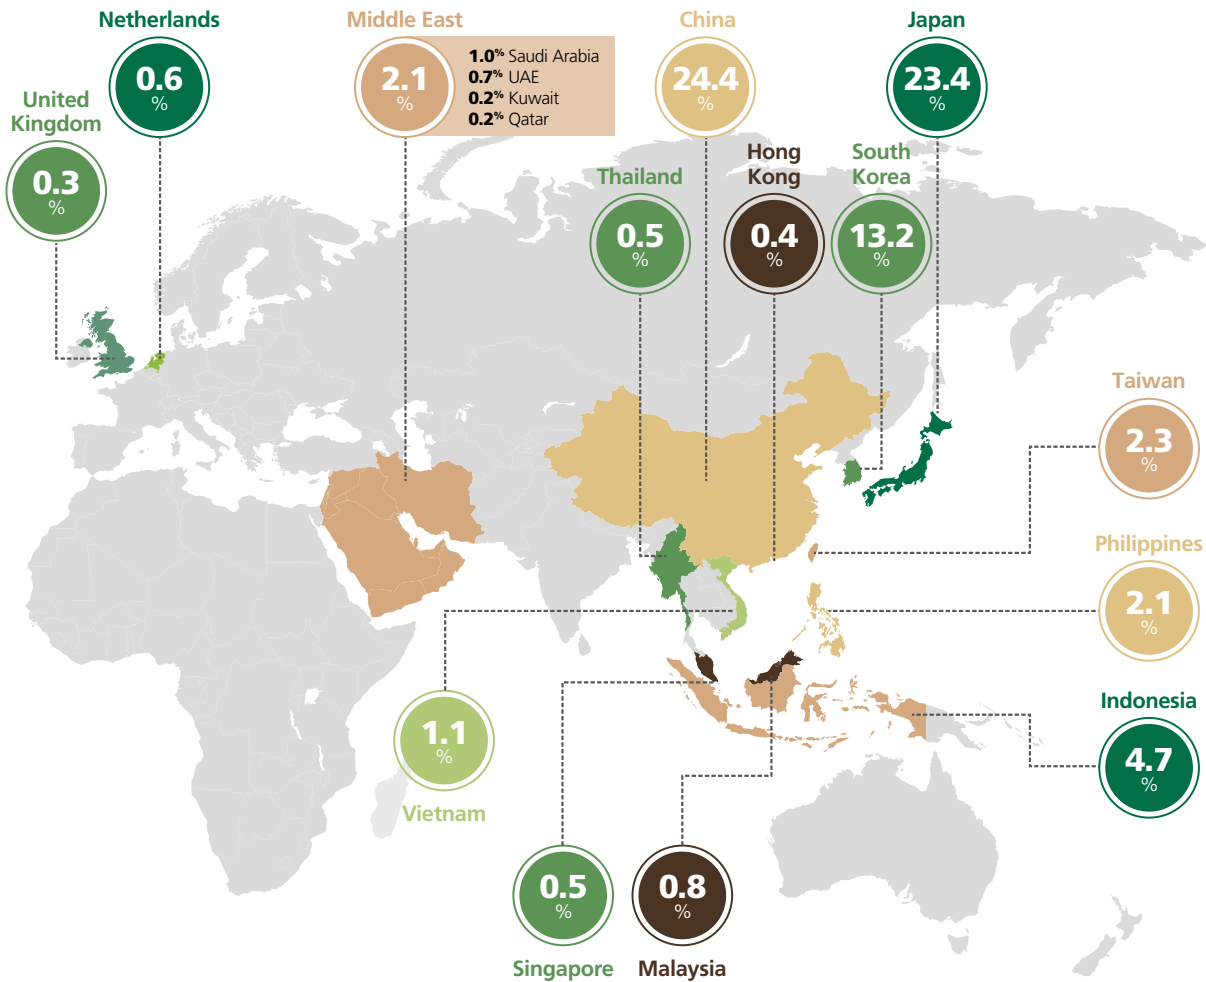 Netherlands
0.6
%
Middle East
2.1
%
1.0% Saudi Arabia
0.7% UAE
0.2% Kuwait
0.2% Qatar
China
24.4
%
Japan
23.4
%
United
Kingdom
0.3
%
Thailand
0.5
%
Hong
Kong
0.4
%
South
Korea
13.2
%
Taiwan
2.3
%
Philippines
2.1
%
Indonesia
4.7
%
1.1
%
Vietnam
0.5
%
Singapore
0.8
%
Malaysia